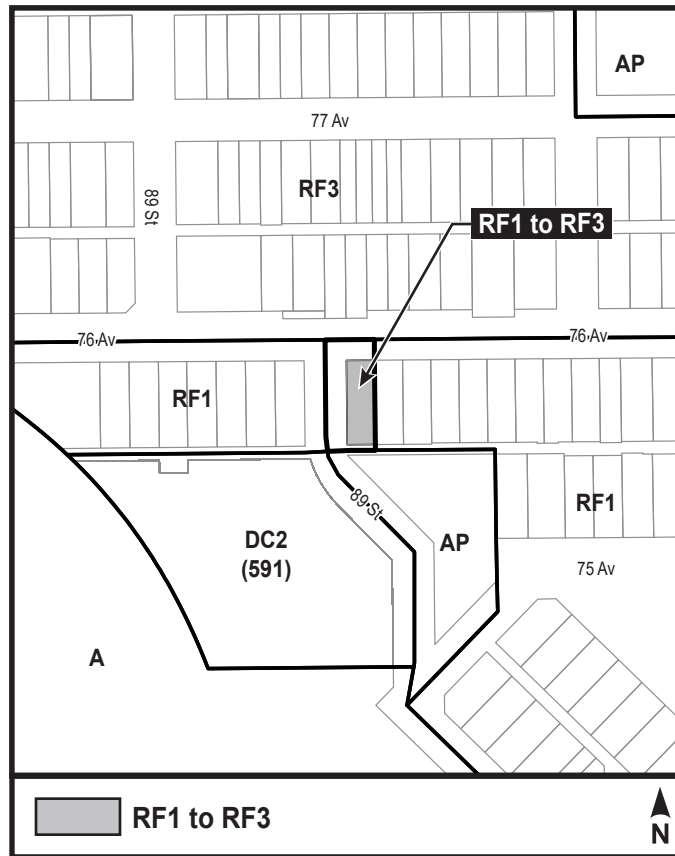 AP
77 Av
RF3
89 St
RF1 to RF3
76 Av
76 Av
RF1
RF1
89 St
DC2
(591)
AP
75 Av
A
RF1 to RF3
N